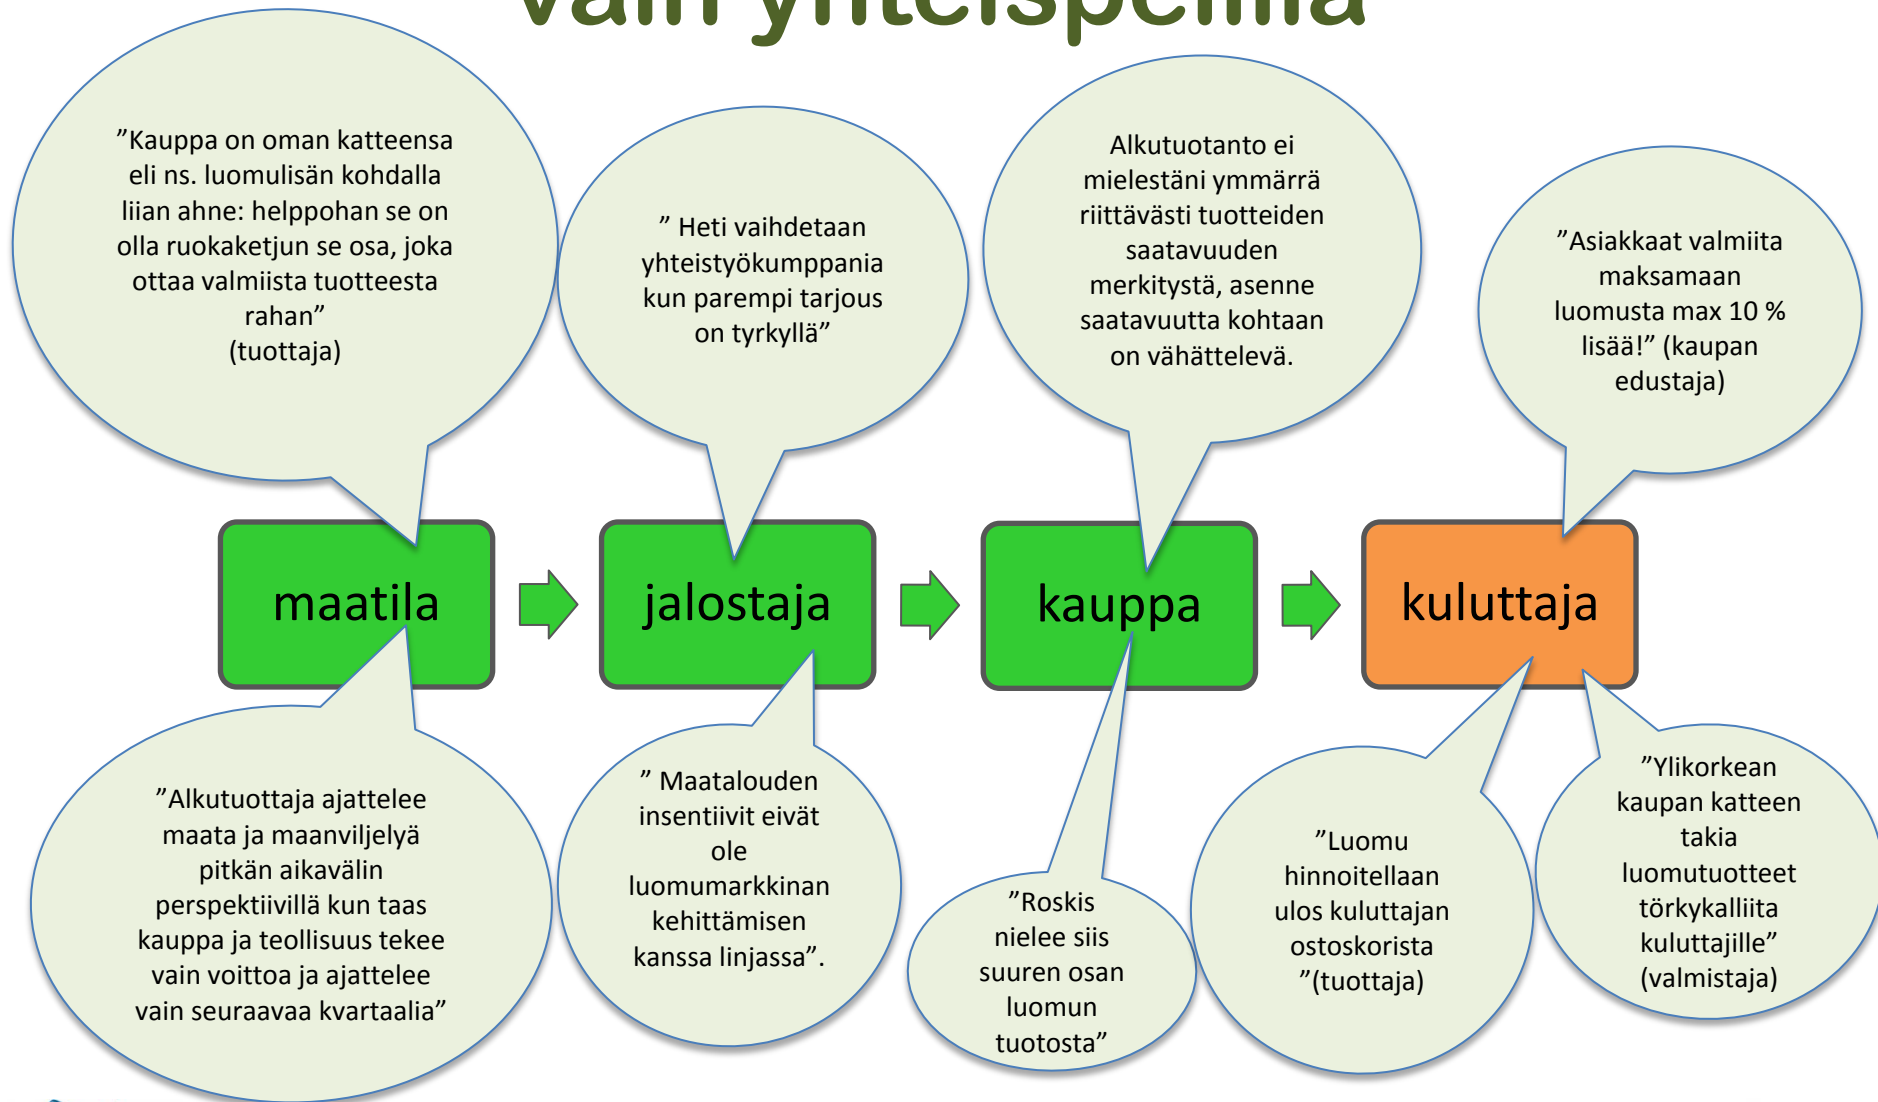 vain yhteispelillä
”Kauppa on oman katteensa
eli ns. luomulisän kohdalla
liian ahne: helppohan se on
olla ruokaketjun se osa, joka
ottaa valmiista tuotteesta
rahan”
(tuottaja)
” Heti vaihdetaan
yhteistyökumppania
kun parempi tarjous
on tyrkyllä”
Alkutuotanto ei
mielestäni ymmärrä
riittävästi tuotteiden
saatavuuden
merkitystä, asenne
saatavuutta kohtaan
on vähättelevä.
”Asiakkaat valmiita
maksamaan
luomusta max 10 %
lisää!” (kaupan
edustaja)
maatila
jalostaja
kauppa
kuluttaja
”Alkutuottaja ajattelee
maata ja maanviljelyä
pitkän aikavälin
perspektiivillä kun taas
kauppa ja teollisuus tekee
vain voittoa ja ajattelee
vain seuraavaa kvartaalia”
” Maatalouden
insentiivit eivät
ole
luomumarkkinan
kehittämisen
kanssa linjassa”.
”Roskis
nielee siis
suuren osan
luomun
tuotosta”
”Luomu
hinnoitellaan
ulos kuluttajan
ostoskorista
”(tuottaja)
”Ylikorkean
kaupan katteen
takia
luomutuotteet
törkykalliita
kuluttajille”
(valmistaja)